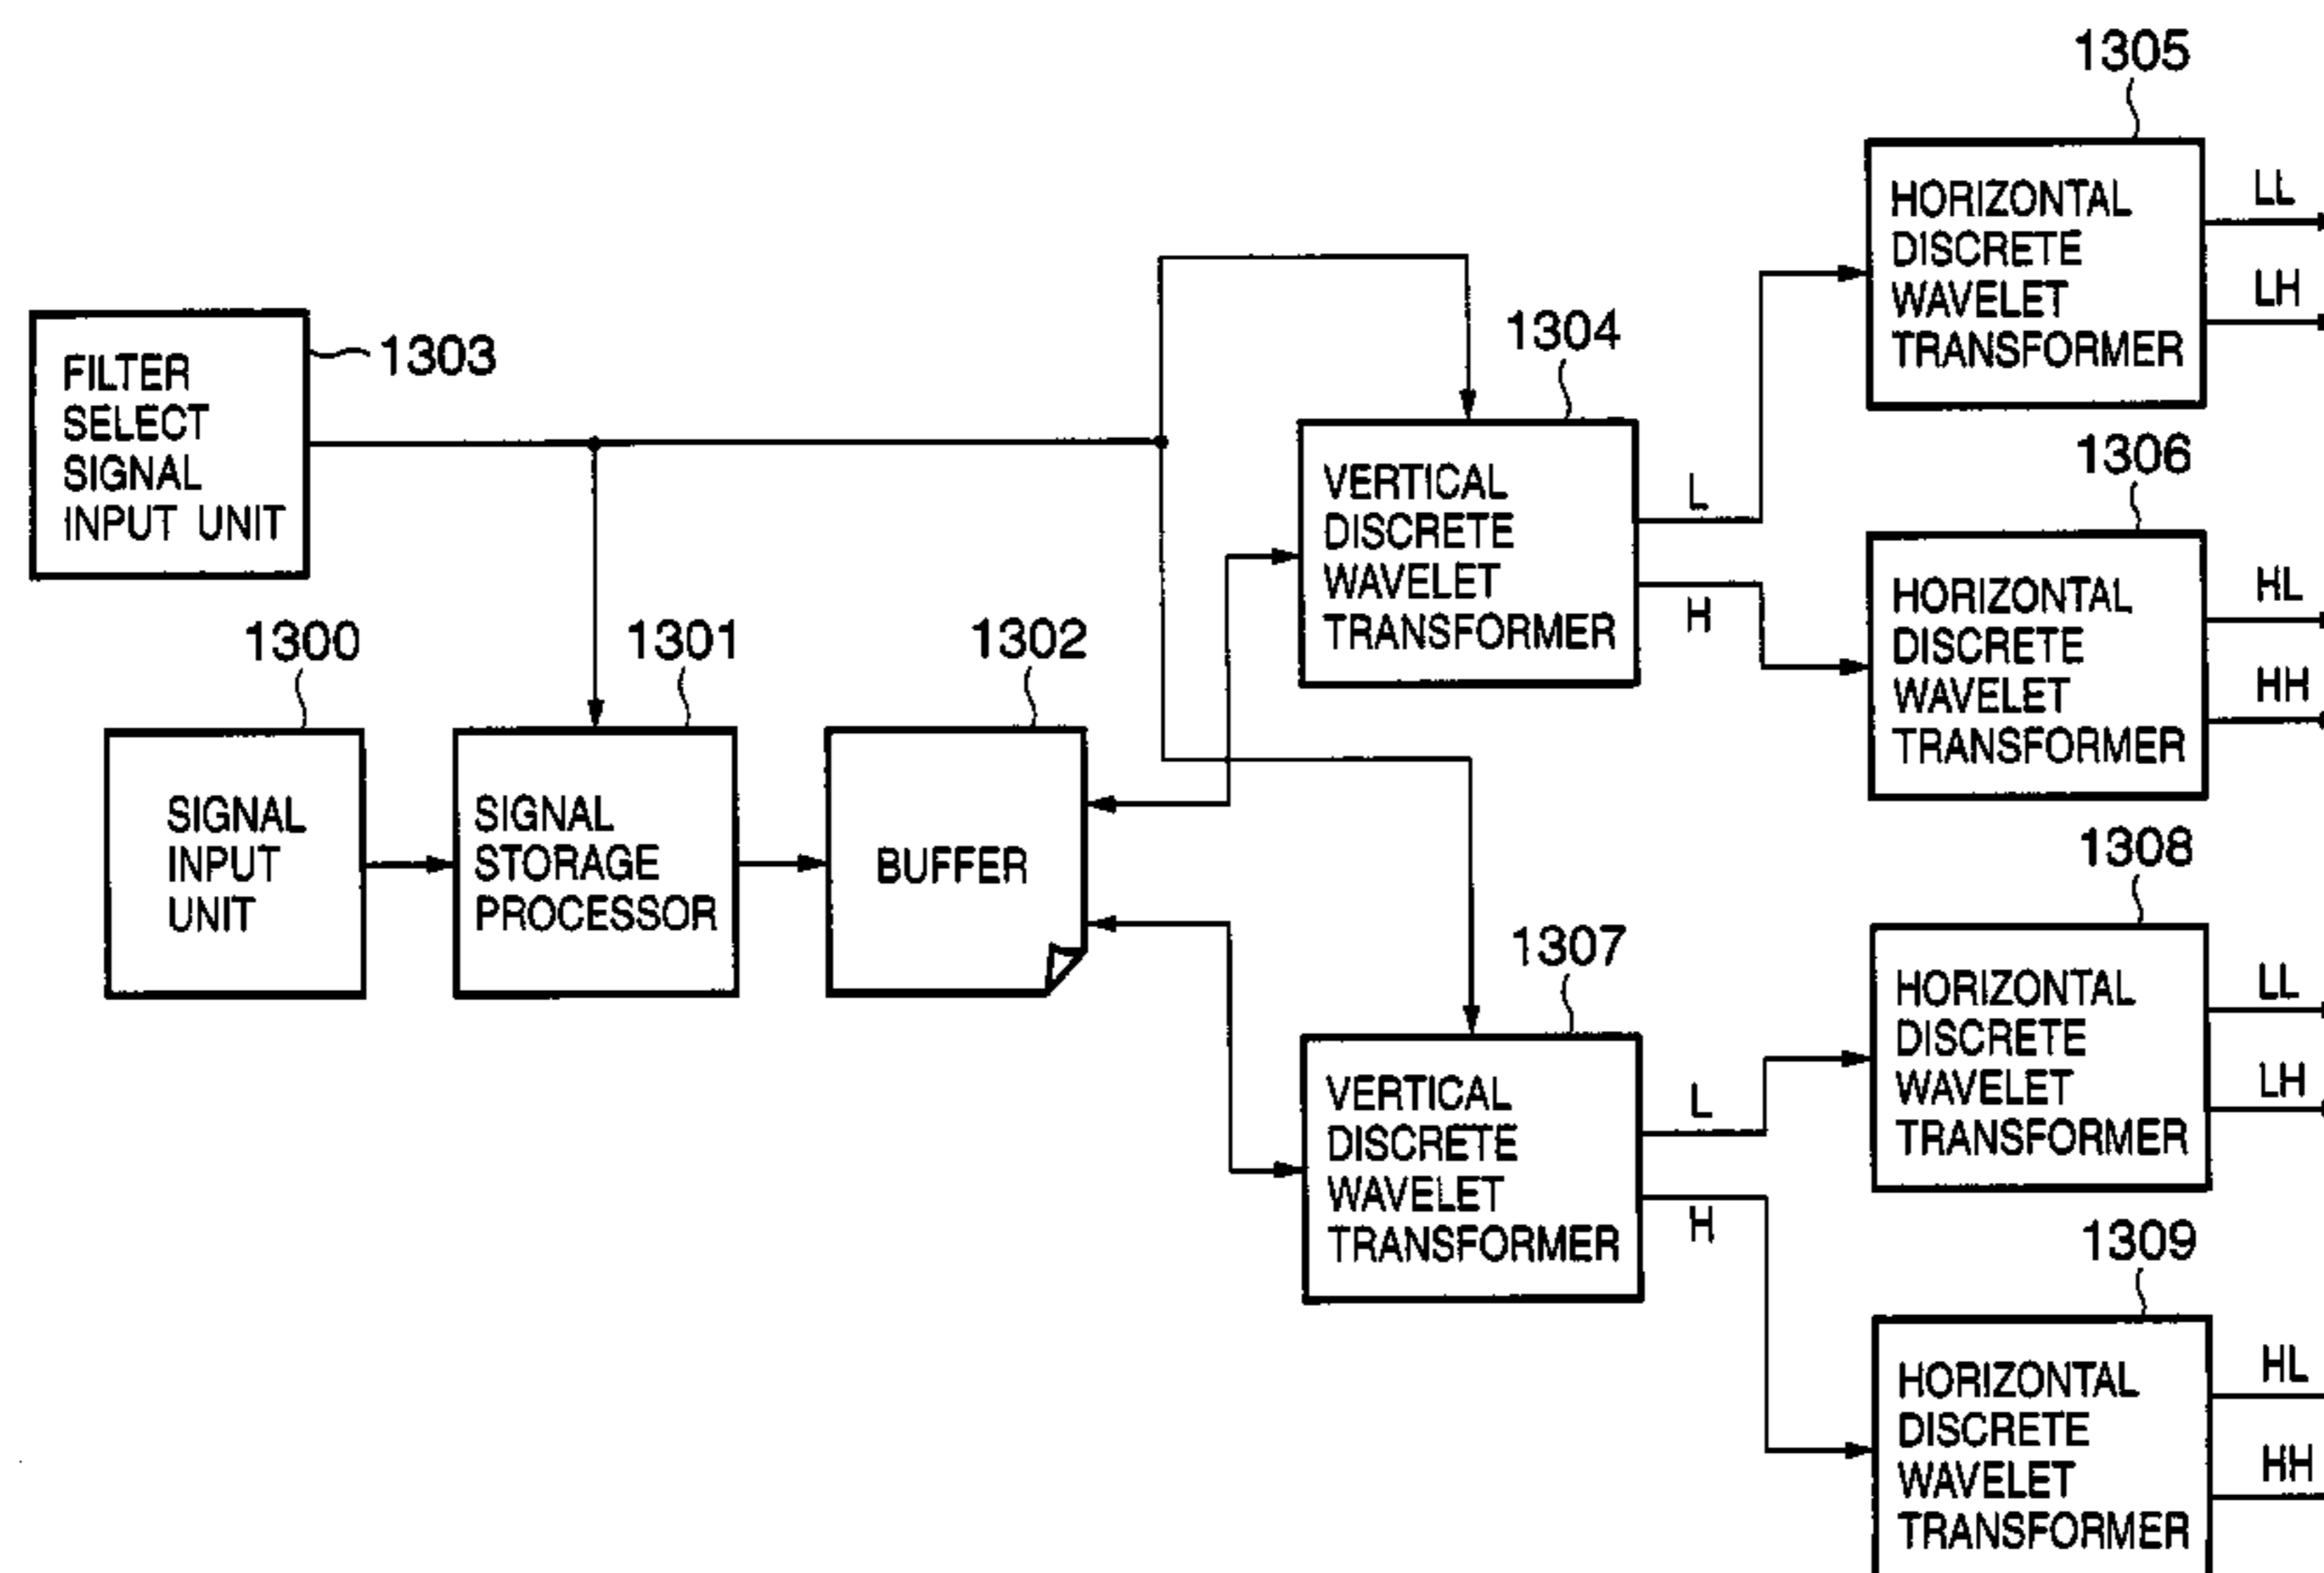 1305
HORIZONTAL
DISCRETE
WAVELET
TRANSFORMER
LL
LH
1303
FILTER
SELECT
SIGNAL
INPUT UNIT
1304
VERTICAL
DISCRETE
WAVELET
TRANSFORMER
L
H
1306
HORIZONTAL
DISCRETE
WAVELET
TRANSFORMER
HL
HH
1300
SIGNAL
INPUT
UNIT
1301
SIGNAL
STORAGE
PROCESSOR
1302
BUFFER
1307
VERTICAL
DISCRETE
WAVELET
TRANSFORMER
L
H
1308
HORIZONTAL
DISCRETE
WAVELET
TRANSFORMER
LL
LH
1309
HORIZONTAL
DISCRETE
WAVELET
TRANSFORMER
HL
HH